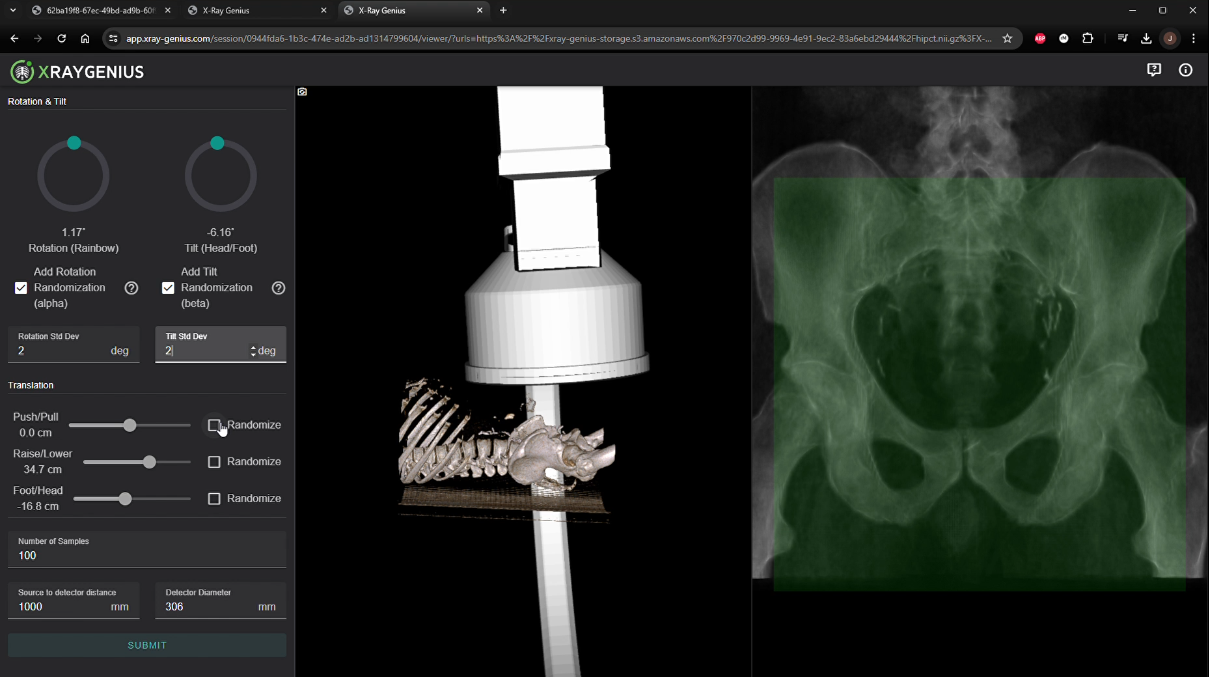 62ba19f8-67ec-49bd-ad9b-60f
X-Ray Genius
X-Ray Genius
app.xray-genius.com/session/0944fda6-1b3c-474e-ad2b-ad1314799604/viewer/?urls=https%3A%2F%2Fxray-genius-storage.s3.amazonaws.com%2F970c2d99-9969-4e91-9ec2-83a6ebd29444%2Fhipct.nii.gz%3FX-...
ABP
J
XRAYGENIUS
Rotation & Tilt
1.17° -6.16°
Rotation (Rainbow) Tilt (Head/Foot)
Add Rotation Randomization (alpha)
Add Tilt Randomization (beta)
Rotation Std Dev
2 deg
Tilt Std Dev
2 deg
Translation
Push/Pull
0.0 cm
Randomize
Raise/Lower
34.7 cm
Randomize
Foot/Head
-16.8 cm
Randomize
Number of Samples
100
Source to detector distance
1000 mm
Detector Diameter
306 mm
SUBMIT